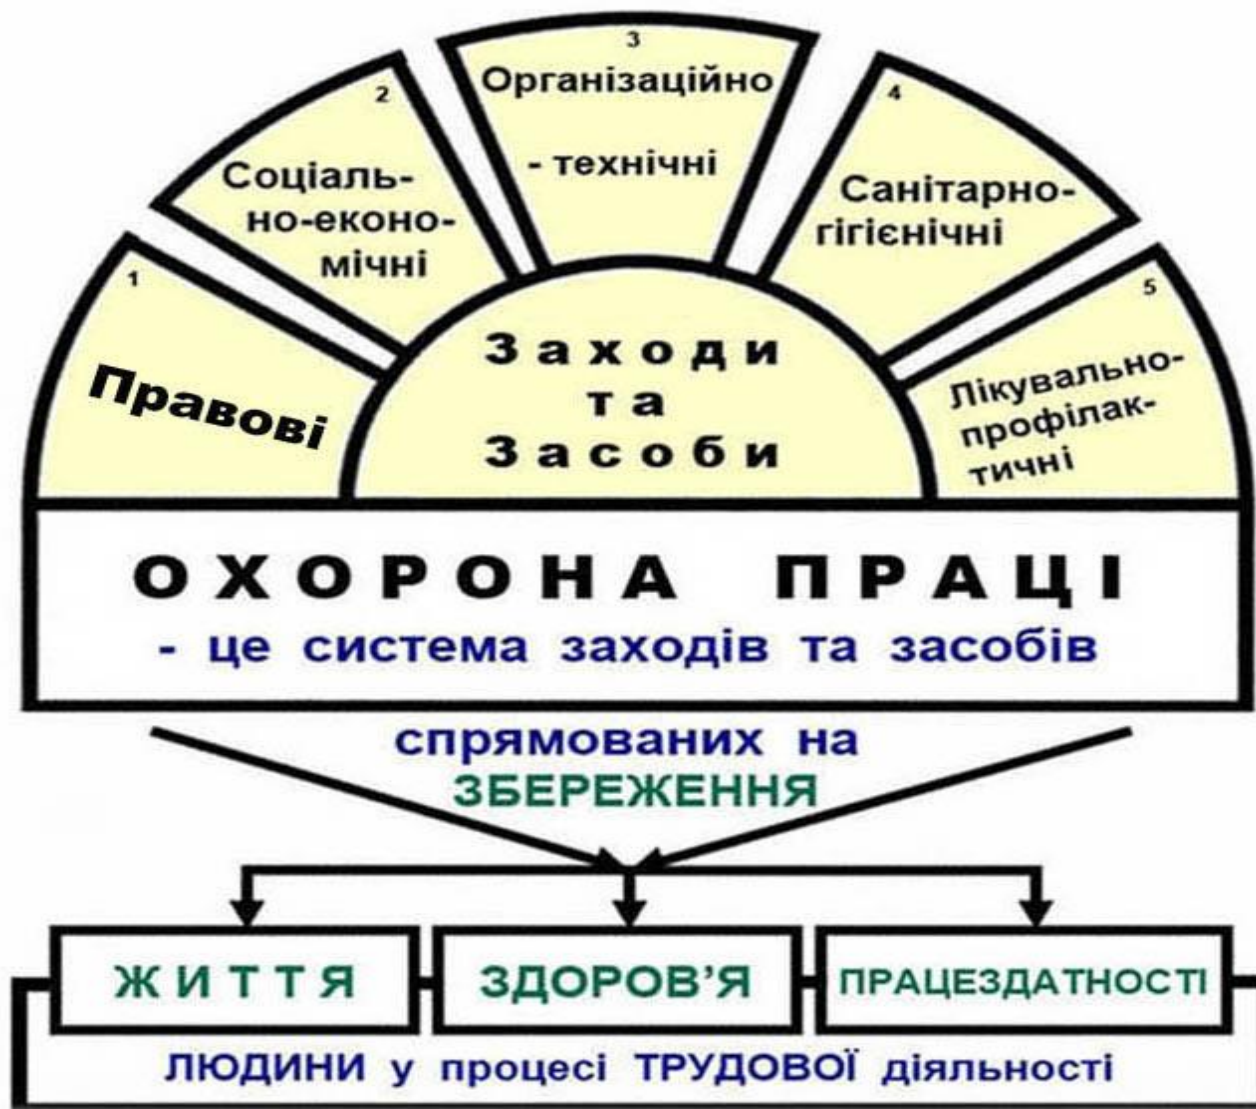 1
Правові
2
Соціаль-
но-еконо-
мічні
3
Організаційно
- технічні
4
Санітарно-
гігієнічні
5
Лікувально-
профілак-
тичні
Заходи
та
Засоби
ОХОРОНА ПРАЦІ
- це система заходів та засобів
спрямованих на
ЗБЕРЕЖЕННЯ
ЖИТТЯ
ЗДОРОВ’Я
ПРАЦЕЗДАТНОСТІ
ЛЮДИНИ у процесі ТРУДОВОЇ діяльності